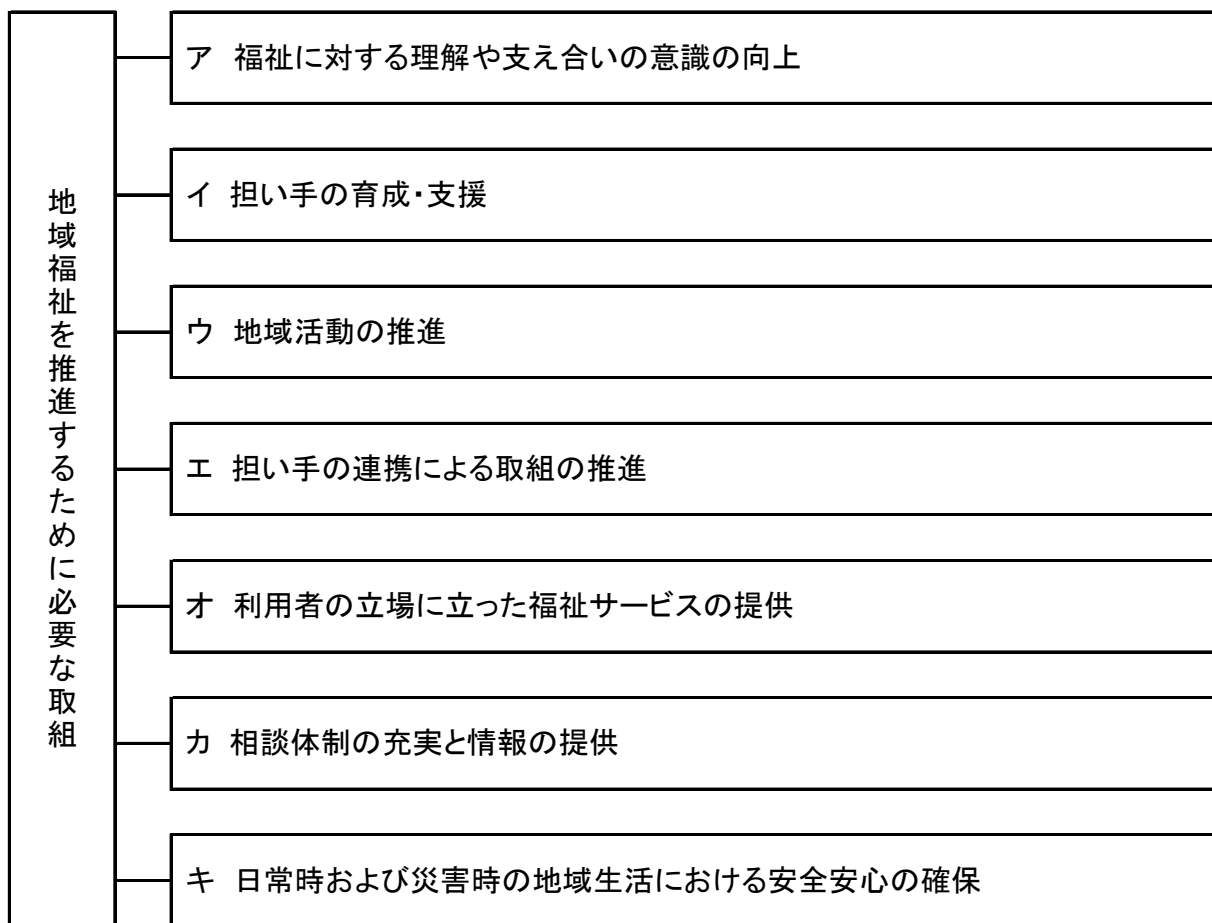 地域福祉を推進するために必要な取組
ア 福祉に対する理解や支え合いの意識の向上
イ 担い手の育成・支援
ウ 地域活動の推進
エ 担い手の連携による取組の推進
オ 利用者の立場に立った福祉サービスの提供
カ 相談体制の充実と情報の提供
キ 日常時および災害時の地域生活における安全安心の確保